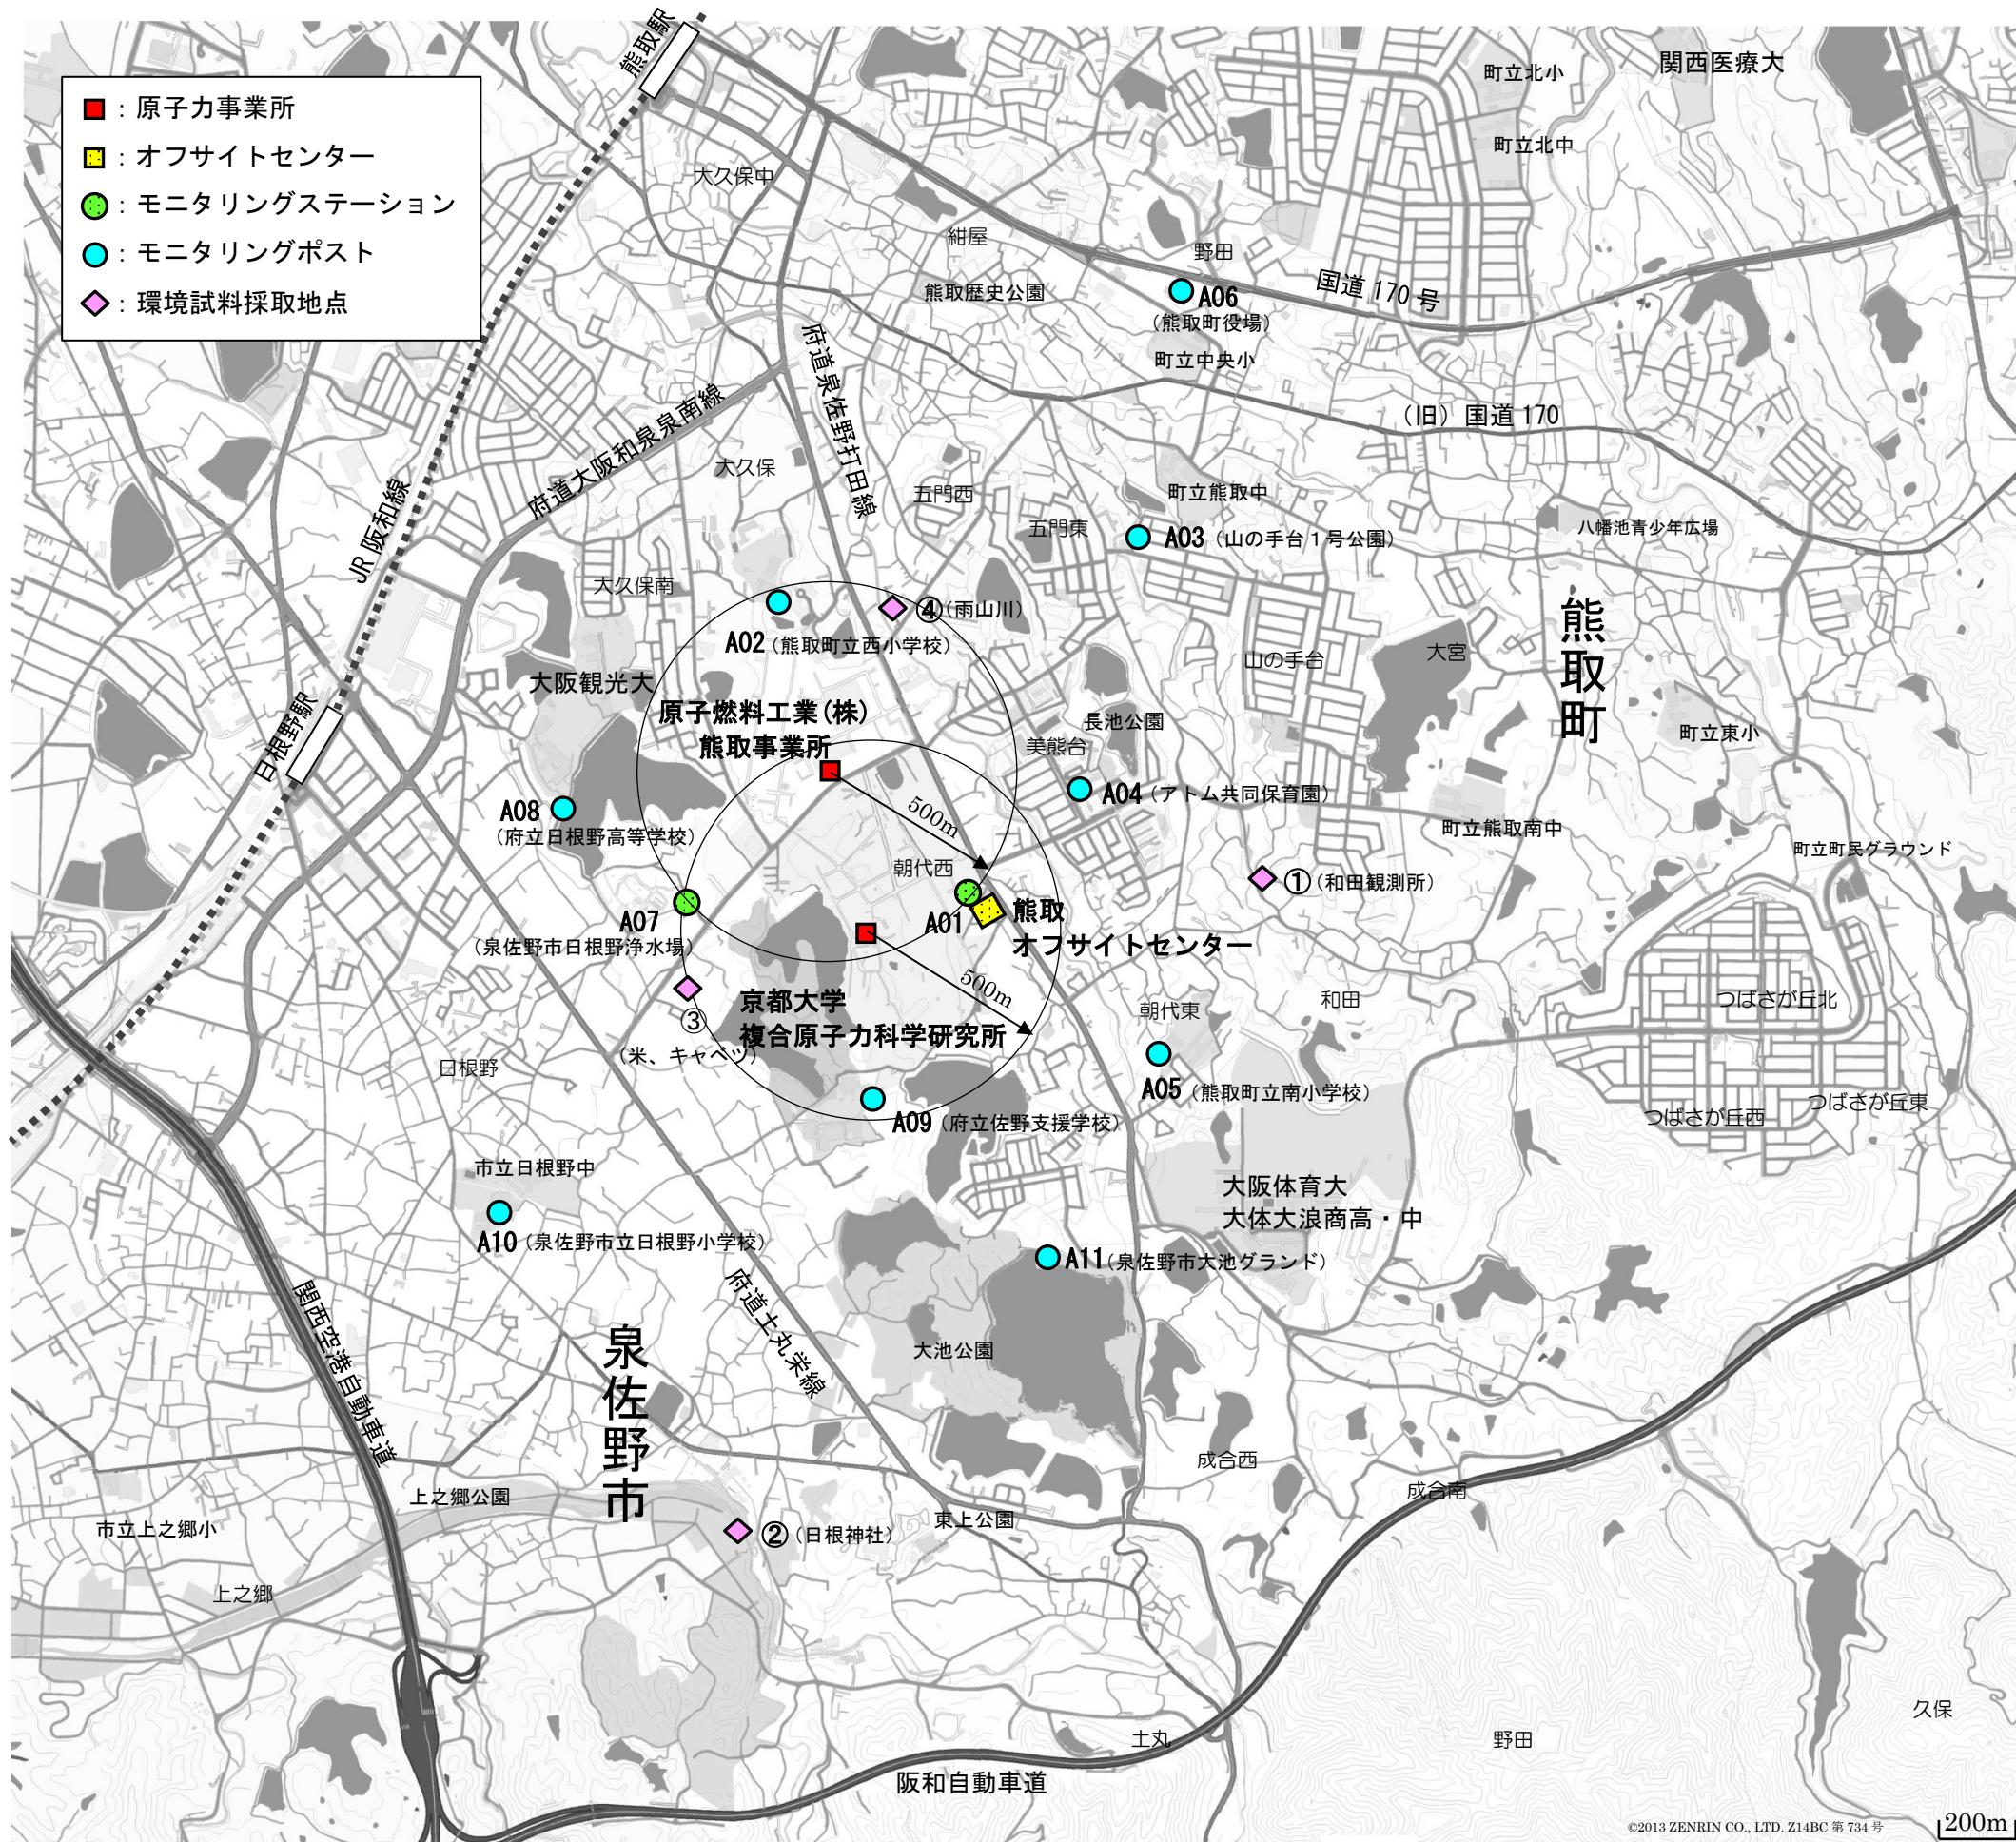 ■：原子力事業所
：オフサイトセンター
：モニタリングステーション
：モニタリングポスト
：環境試料採取地点
熊取駅
関西医療大
町立北小
町立北中
大久保中
紺屋
野田
熊取歴史公園
A06
(熊取町役場)
国道 170 号
町立中央小
府道泉佐野打田線
(旧) 国道 170
府道大阪和泉泉南線
JR 阪和線
大久保
五門西
五門東
町立熊取中
A03 (山の手台1号公園)
八幡池青少年広場
大久保南
④(雨山川)
A02 (熊取町立西小学校)
熊取町
大阪観光大
山の手台
大宮
原子燃料工業(株)
熊取事業所
長池公園
美熊台
町立東小
日根野駅
A08
(府立日根野高等学校)
500m
A04 (アトム共同保育園)
町立熊取南中
町立町民グラウンド
朝代西
①(和田観測所)
A07
(泉佐野市日根野浄水場)
A01
熊取
オフサイトセンター
500m
京都大学
複合原子力科学研究所
③
(米、キャベツ)
朝代東
和田
つばさが丘北
日根野
A05 (熊取町立南小学校)
A09 (府立佐野支援学校)
つばさが丘西
つばさが丘東
市立日根野中
A10 (泉佐野市立日根野小学校)
大阪体育大
大体大浪商高・中
A11(泉佐野市大池グランド)
関西空港自動車道
府道土丸栄線
泉佐野市
大池公園
成合西
成合南
上之郷公園
市立上之郷小
②(日根神社)
東上公園
上之郷
土丸
野田
久保
阪和自動車道
©2013 ZENRIN CO., LTD. Z14BC 第 734 号
200m